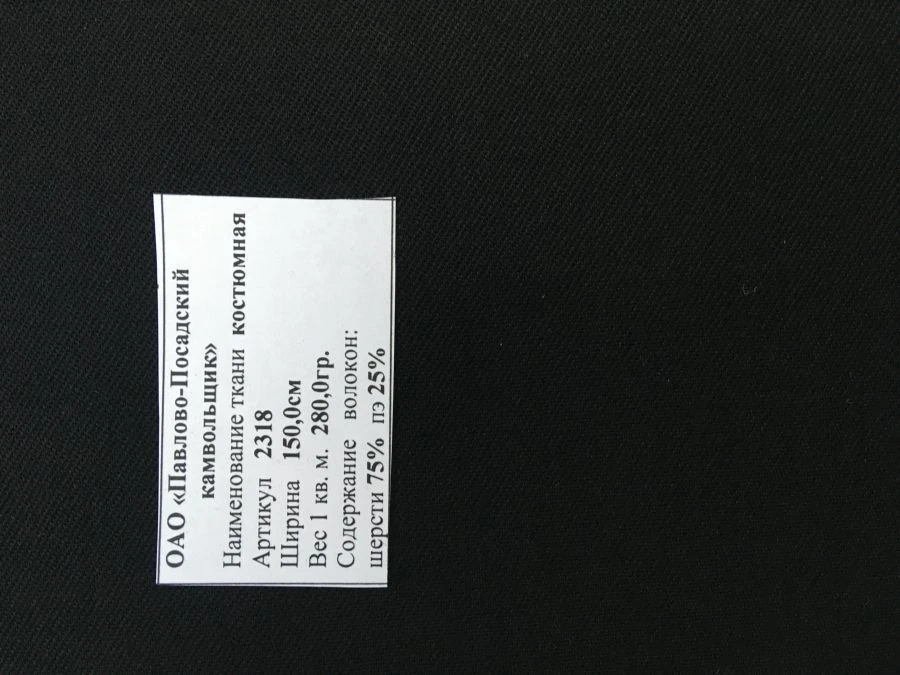 ОАО «Павлово-Посадский
камвольщик»
Наименование ткани костюмная
Артикул 2318
Ширина 150,0см
Вес 1 кв. м. 280,0гр.
Содержание волокон:
шерсти 75% пэ 25%